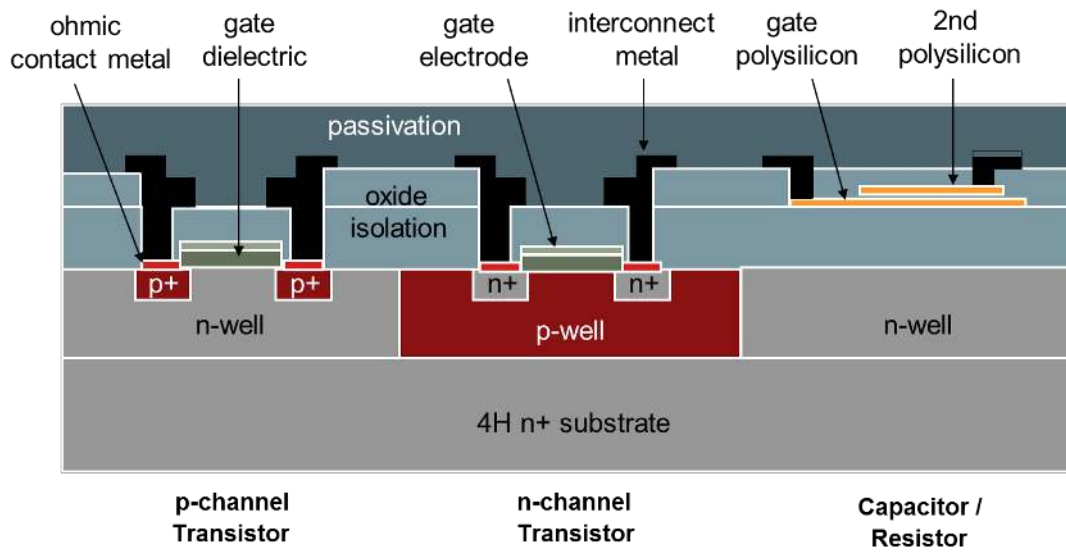 ohmic
contact metal
gate
dielectric
gate
electrode
interconnect
metal
gate
polysilicon
2nd
polysilicon
passivation
oxide
isolation
p+
p+
n+
n+
n-well
p-well
n-well
4H n+ substrate
p-channel
Transistor
n-channel
Transistor
Capacitor /
Resistor